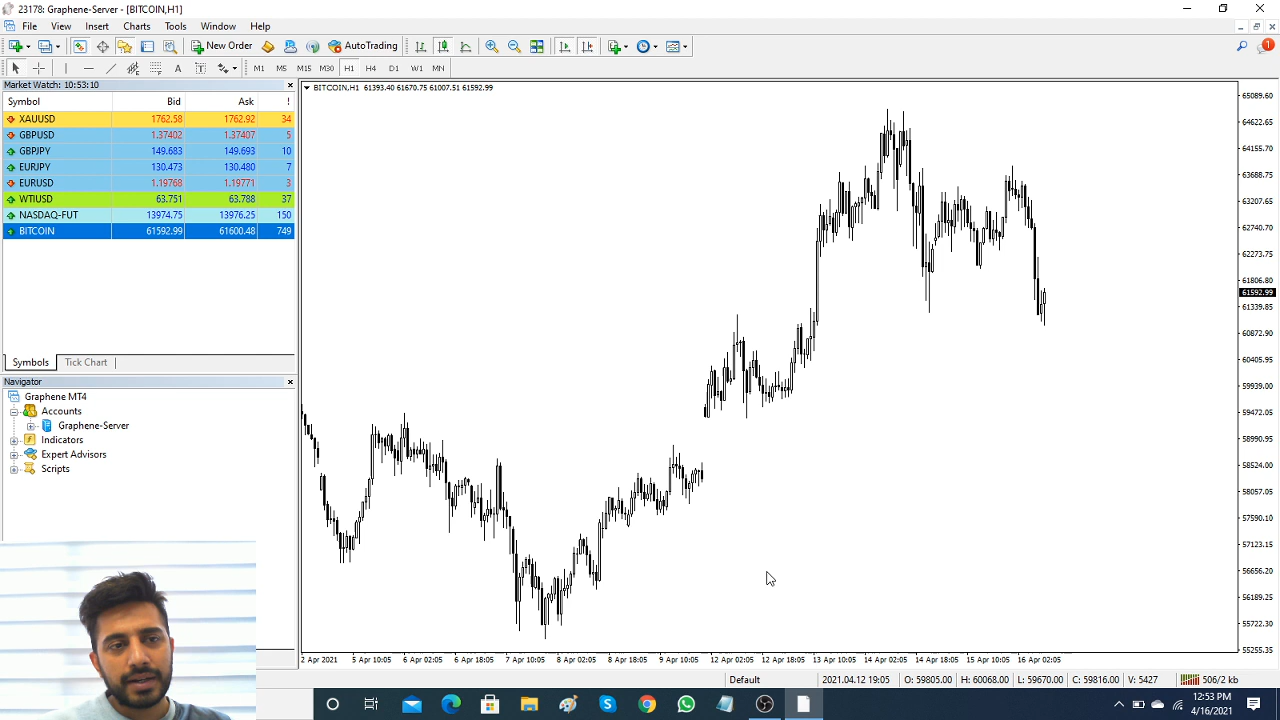 23178: Graphene-Server - [BITCOIN,H1]
File View Insert Charts Tools Window Help
New Order AutoTrading 1
A T M1 M5 M15 M30 H1 H4 D1 W1 MN
Market Watch: 10:53:10
Symbol Bid Ask !
XAUUSD 1762.58 1762.92 34
GBPUSD 1.37402 1.37407 5
GBPJPY 149.683 149.693 10
EURJPY 130.473 130.480 7
EURUSD 1.19768 1.19771 3
WTIUSD 63.751 63.788 37
NASDAQ-FUT 13974.75 13976.25 150
BITCOIN 61592.99 61600.48 749
Symbols Tick Chart
Navigator
Graphene MT4
Accounts
Graphene-Server
Indicators
Expert Advisors
Scripts
BITCOIN,H1 61393.40 61670.75 61007.51 61592.99
65089.60
64622.65
64155.70
63688.75
63207.65
62740.70
62273.75
61806.80
61592.99
61339.85
60872.90
60405.95
59939.00
59472.05
58990.95
58524.00
58057.05
57590.10
57123.15
56656.20
56189.25
55722.30
55255.35
2 Apr 2021 5 Apr 10:05 6 Apr 02:05 6 Apr 18:05 7 Apr 10:05 8 Apr 02:05 8 Apr 18:05 9 Apr 10:05 12 Apr 02:05 12 Apr 18:05 13 Apr 10:05 14 Apr 02:05 14 Apr 18:05 15 Apr 10:05 16 Apr 02:05
Default 2021.04.12 19:05 O: 59805.00 H: 60068.00 L: 59670.00 C: 59816.00 V: 5427 506/2 kb
12:53 PM
4/16/2021